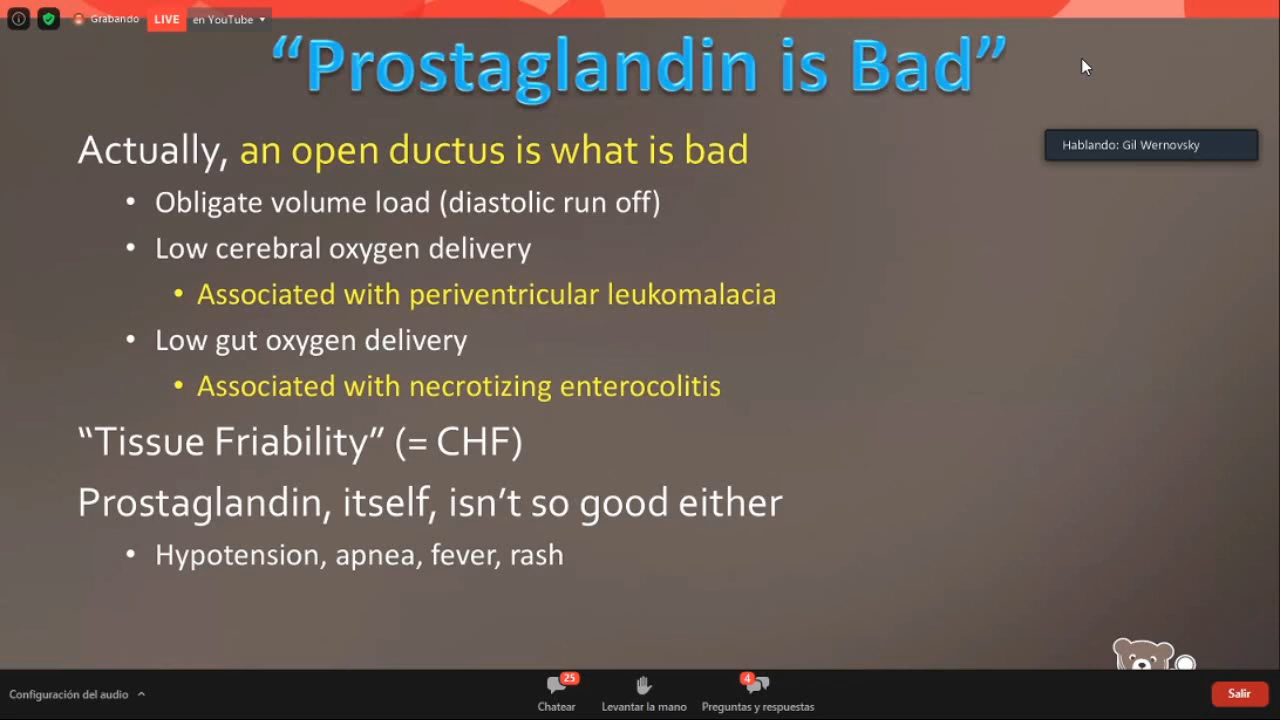 Grabando LIVE en YouTube
“Prostaglandin is Bad”
Hablando: Gil Wernovsky
Actually, an open ductus is what is bad
• Obligate volume load (diastolic run off)
• Low cerebral oxygen delivery
• Associated with periventricular leukomalacia
• Low gut oxygen delivery
• Associated with necrotizing enterocolitis
“Tissue Friability” (= CHF)
Prostaglandin, itself, isn’t so good either
• Hypotension, apnea, fever, rash
25
4
Configuración del audio
Chatear
Levantar la mano
Preguntas y respuestas
Salir